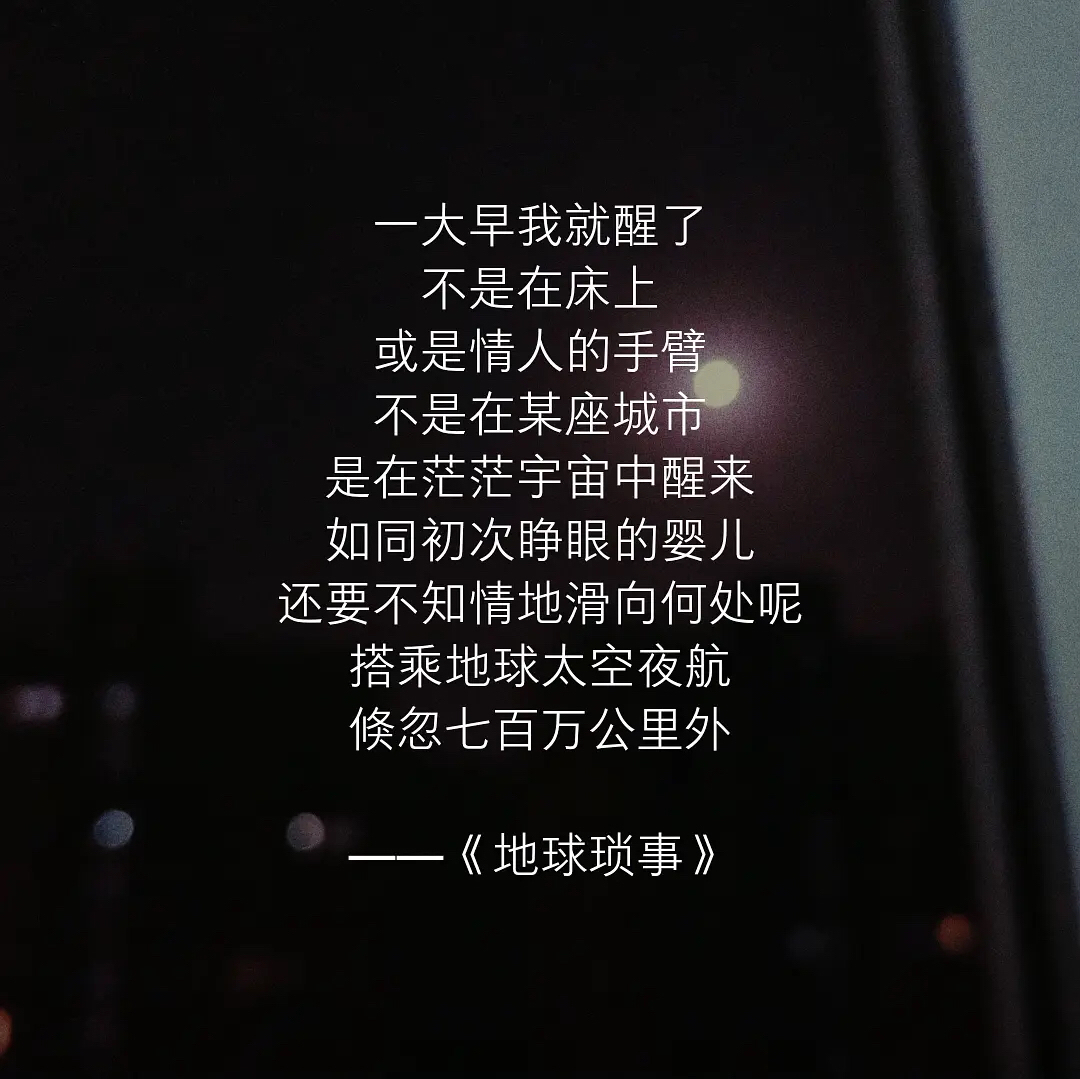 一大早我就醒了
不是在床上
或是情人的手臂
不是在某座城市
是在茫茫宇宙中醒来
如同初次睁眼的婴儿
还要不知情地滑向何处呢
搭乘地球太空夜航
倏忽七百万公里外
——《地球琐事》